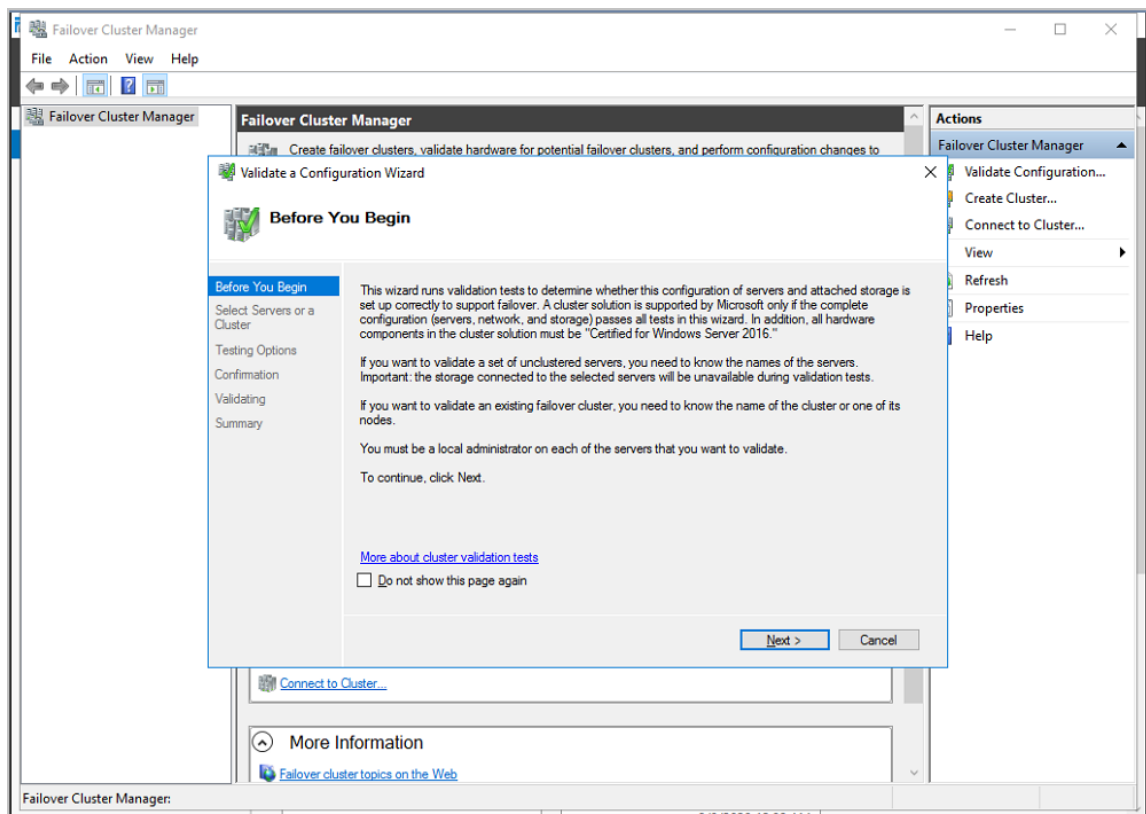 Failover Cluster Manager
File Action View Help
Failover Cluster Manager
Failover Cluster Manager
Create failover clusters, validate hardware for potential failover clusters, and perform configuration changes to
Actions
Failover Cluster Manager
Validate Configuration...
Create Cluster...
Connect to Cluster...
View
Refresh
Properties
Help
Validate a Configuration Wizard
Before You Begin
Before You Begin
Select Servers or a
Cluster
Testing Options
Confirmation
Validating
Summary
This wizard runs validation tests to determine whether this configuration of servers and attached storage is
set up correctly to support failover. A cluster solution is supported by Microsoft only if the complete
configuration (servers, network, and storage) passes all tests in this wizard. In addition, all hardware
components in the cluster solution must be "Certified for Windows Server 2016."
If you want to validate a set of unclustered servers, you need to know the names of the servers.
Important: the storage connected to the selected servers will be unavailable during validation tests.
If you want to validate an existing failover cluster, you need to know the name of the cluster or one of its
nodes.
You must be a local administrator on each of the servers that you want to validate.
To continue, click Next.
More about cluster validation tests
Do not show this page again
Next >
Cancel
Connect to Cluster...
More Information
Failover cluster topics on the Web
Failover Cluster Manager: